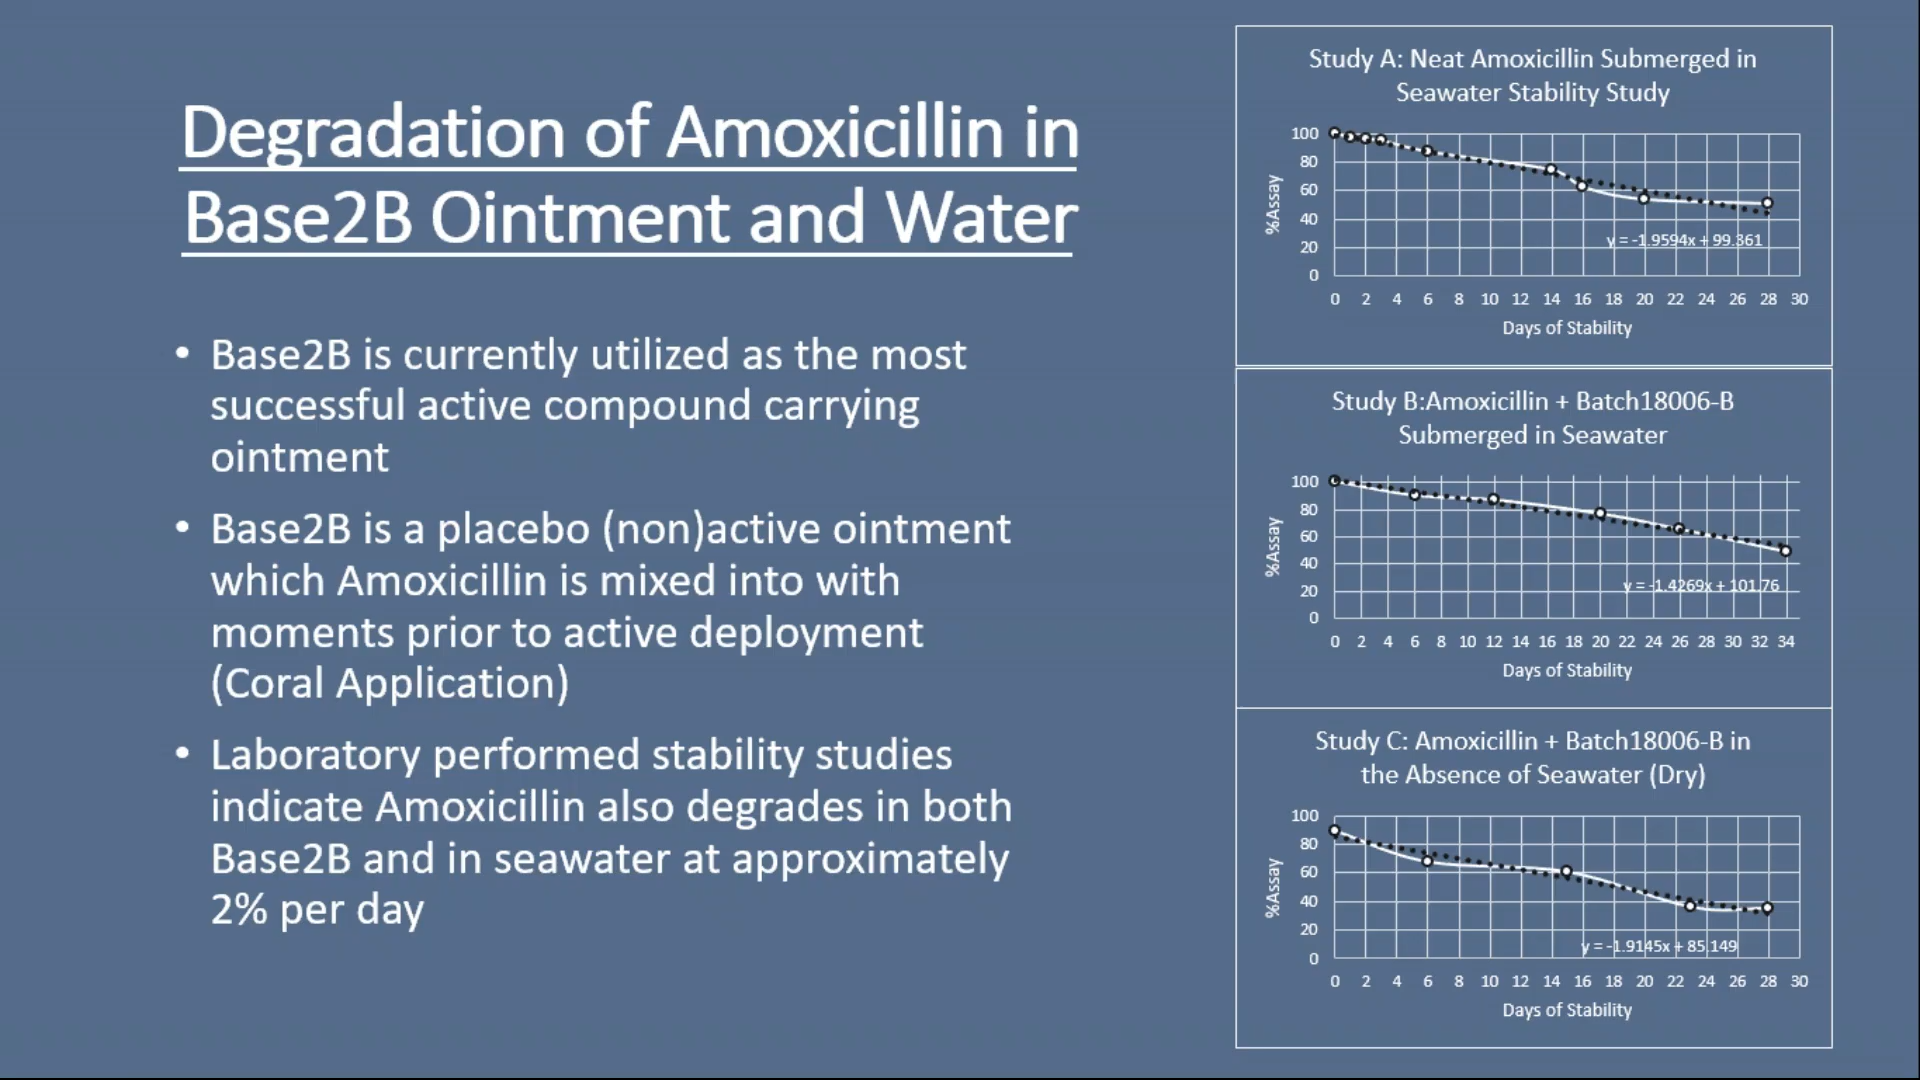 Degradation of Amoxicillin in
Base2B Ointment and Water
• Base2B is currently utilized as the most
successful active compound carrying
ointment
• Base2B is a placebo (non)active ointment
which Amoxicillin is mixed into with
moments prior to active deployment
(Coral Application)
• Laboratory performed stability studies
indicate Amoxicillin also degrades in both
Base2B and in seawater at approximately
2% per day
Study A: Neat Amoxicillin Submerged in
Seawater Stability Study
%Assay
100
80
60
40
20
0
y = -1.9594x + 99.361
0 2 4 6 8 10 12 14 16 18 20 22 24 26 28 30
Days of Stability
Study B:Amoxicillin + Batch18006-B
Submerged in Seawater
%Assay
100
80
60
40
20
0
y = -1.4269x + 101.76
0 2 4 6 8 10 12 14 16 18 20 22 24 26 28 30 32 34
Days of Stability
Study C: Amoxicillin + Batch18006-B in
the Absence of Seawater (Dry)
%Assay
100
80
60
40
20
0
y = -1.9145x + 85.149
0 2 4 6 8 10 12 14 16 18 20 22 24 26 28 30
Days of Stability